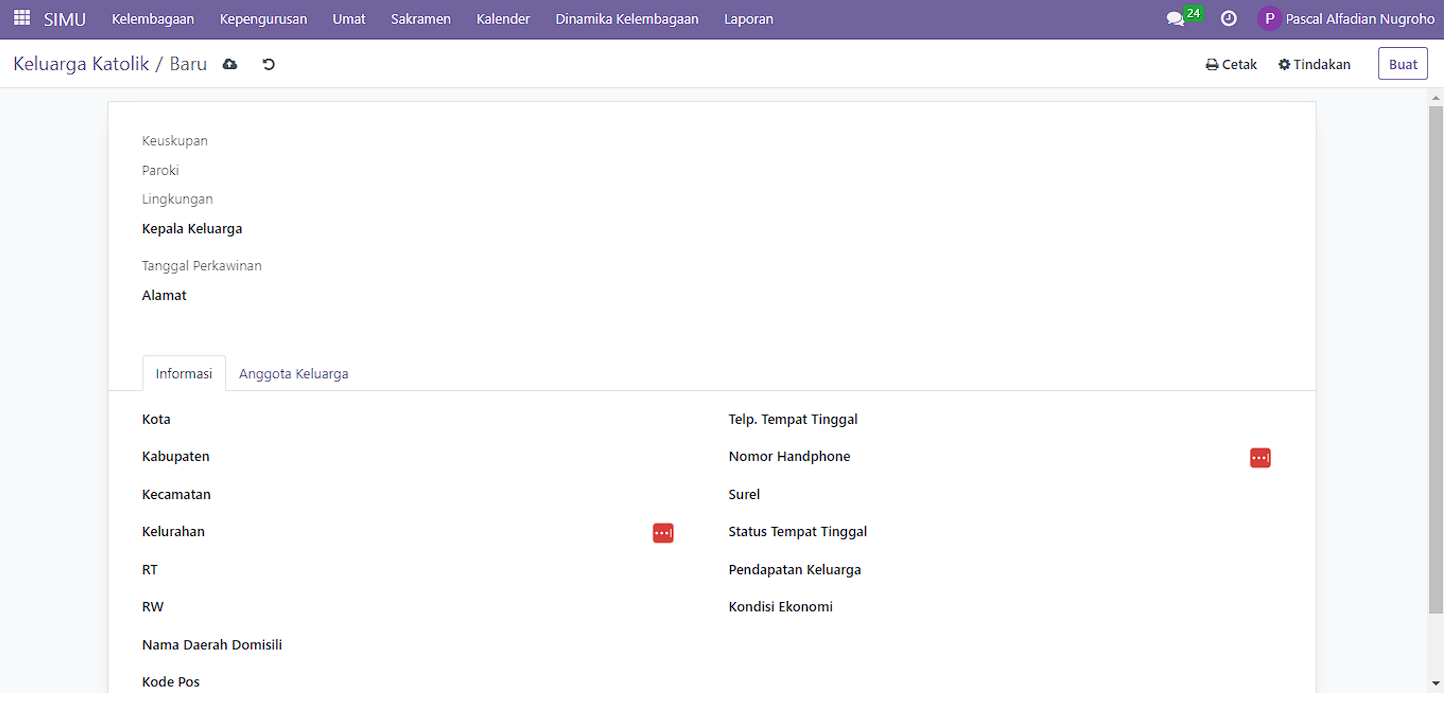 SIMU Kelembagaan Kepengurusan Umat Sakramen Kalender Dinamika Kelembagaan Laporan 24 P Pascal Alfadian Nugroho
Keluarga Katolik / Baru Cetak Tindakan Buat
Keuskupan
Paroki
Lingkungan
Kepala Keluarga
Tanggal Perkawinan
Alamat
Informasi Anggota Keluarga
Kota Telp. Tempat Tinggal
Kabupaten Nomor Handphone
Kecamatan Surel
Kelurahan Status Tempat Tinggal
RT Pendapatan Keluarga
RW Kondisi Ekonomi
Nama Daerah Domisili
Kode Pos